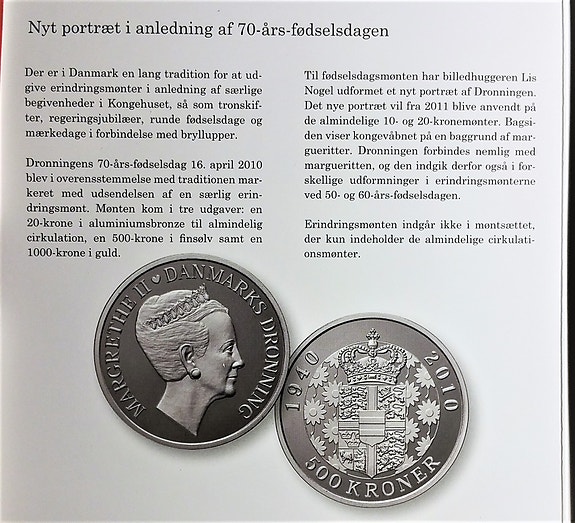 Nyt portræt i anledning af 70-års-fødselsdagen
Der er i Danmark en lang tradition for at ud-
give erindringsmønter i anledning af særlige
begivenheder i Kongehuset, så som tronskif-
ter, regeringsjubilæer, runde fødselsdage og
mærkedage i forbindelse med bryllupper.
Dronningens 70-års-fødselsdag 16. april 2010
blev i overensstemmelse med traditionen mar-
keret med udsendelsen af en særlig erin-
dringsmønt. Mønten kom i tre udgaver: en
20-krone i aluminiumsbronze til almindelig
cirkulation, en 500-krone i finsølv samt en
1000-krone i guld.
Til fødselsdagsmønten har billedhuggeren Lis
Nogel udformet et nyt portræt af Dronningen.
Det nye portræt vil fra 2011 blive anvendt på
de almindelige 10- og 20-kronemønter. Bagsi-
den viser kongevåbnet på en baggrund af mar-
gueritter. Dronningen forbindes nemlig med
margueritten, og den indgik derfor også i for-
skellige udformninger i erindringsmønterne
ved 50- og 60-års-fødselsdagen.
Erindringsmønten indgår ikke i møntsættet,
der kun indeholder de almindelige cirkulati-
onsmønter.
MARGRETHE II ♥ DANMARKS DRONNING
1940 2010
500 KRONER